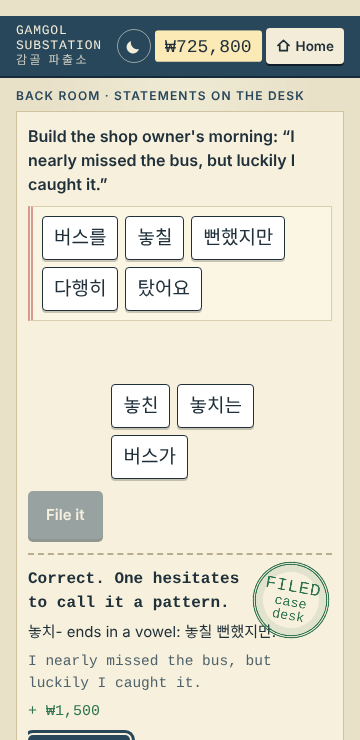 GAMGOL
SUBSTATION
감골 파출소
₩725,800
Home
BACK ROOM · STATEMENTS ON THE DESK
Build the shop owner's morning: “I
nearly missed the bus, but luckily I
caught it.”
버스를 놓칠 뻔했지만
다행히 탔어요
놓친 놓치는
버스가
File it
Correct. One hesitates
to call it a pattern.
FILED
case
desk
놓치- ends in a vowel: 놓칠 뻔했지만.
I nearly missed the bus, but
luckily I caught it.
+ ₩1,500